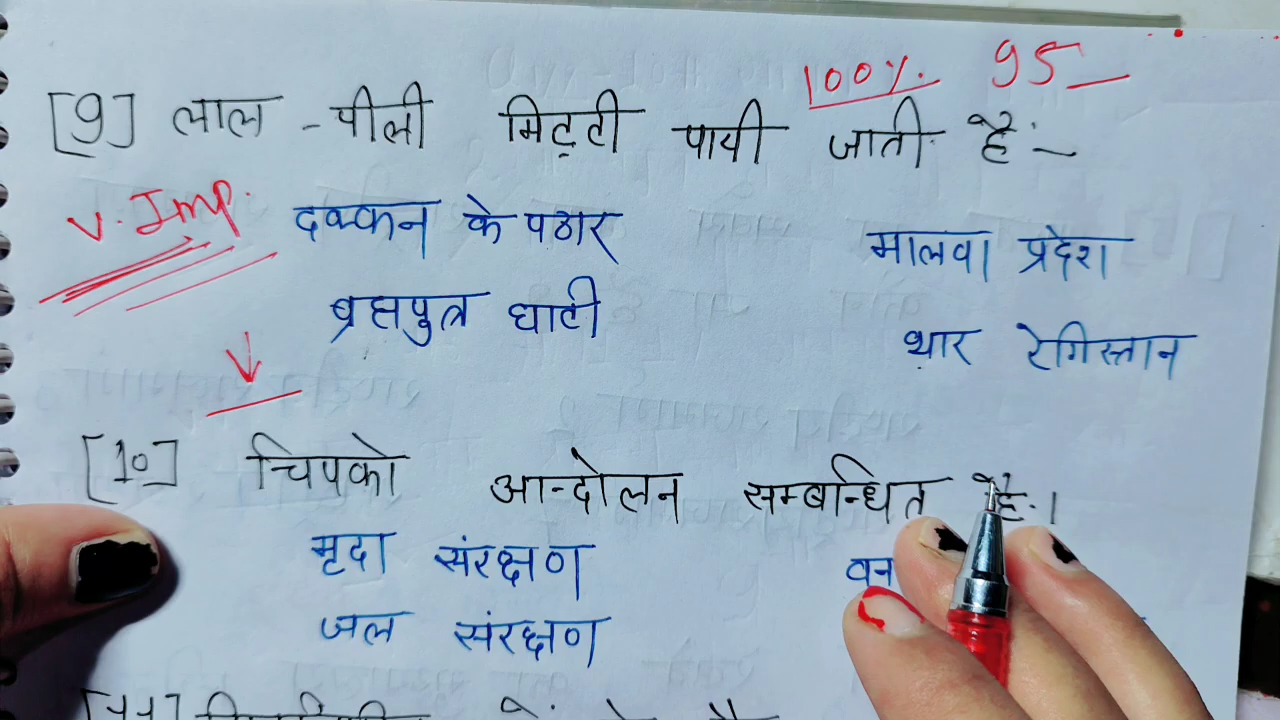 100% 95
[9] लाल - पीली मिट्टी पायी जाती हैं -
V. Imp. दक्कन के पठार मालवा प्रदेश
ब्रह्मपुत्र घाटी थार रेगिस्तान
[10] चिपको आन्दोलन सम्बन्धित है।
मृदा संरक्षण वन
जल संरक्षण
[11]